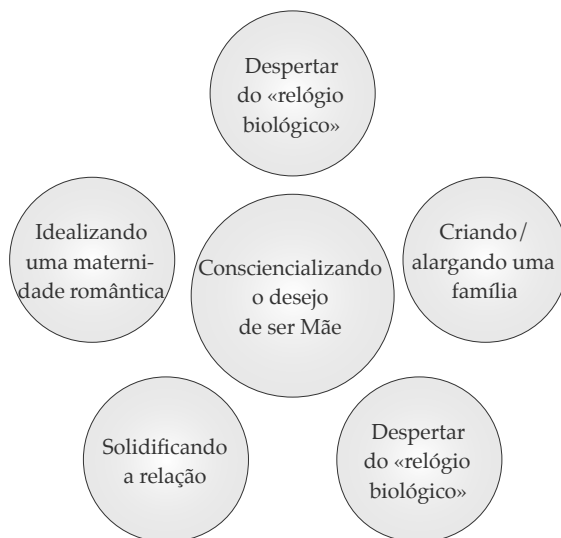 Despertar
do «relógio
biológico»
Idealizando
uma materni-
dade romântica
Consciencializando
o desejo
de ser Mãe
Criando/
alargando uma
família
Solidificando
a relação
Despertar
do «relógio
biológico»